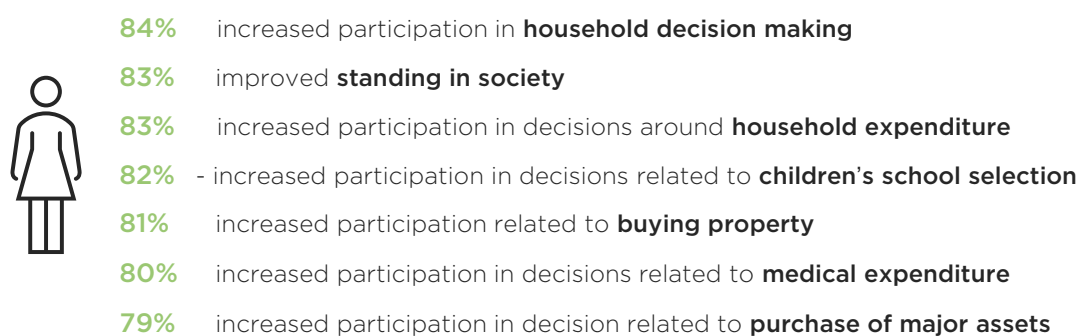 84% increased participation in household decision making
83% improved standing in society
83% increased participation in decisions around household expenditure
82% - increased participation in decisions related to children's school selection
81% increased participation related to buying property
80% increased participation in decisions related to medical expenditure
79% increased participation in decision related to purchase of major assets